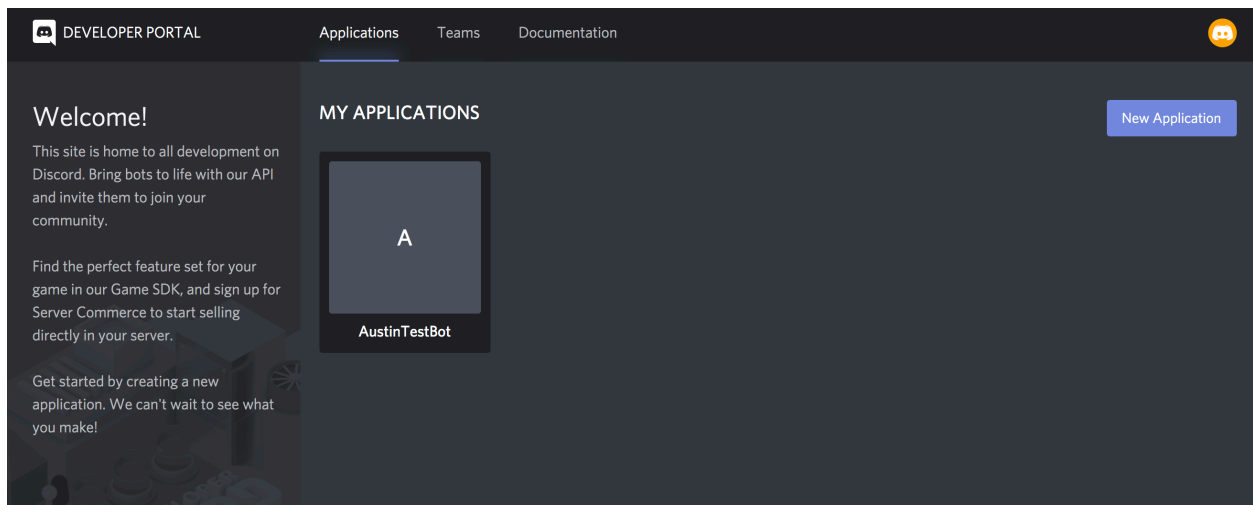 DEVELOPER PORTAL
Applications
Teams
Documentation
Welcome!
This site is home to all development on
Discord. Bring bots to life with our API
and invite them to join your
community.
Find the perfect feature set for your
game in our Game SDK, and sign up for
Server Commerce to start selling
directly in your server.
Get started by creating a new
application. We can't wait to see what
you make!
MY APPLICATIONS
New Application
A
AustinTestBot